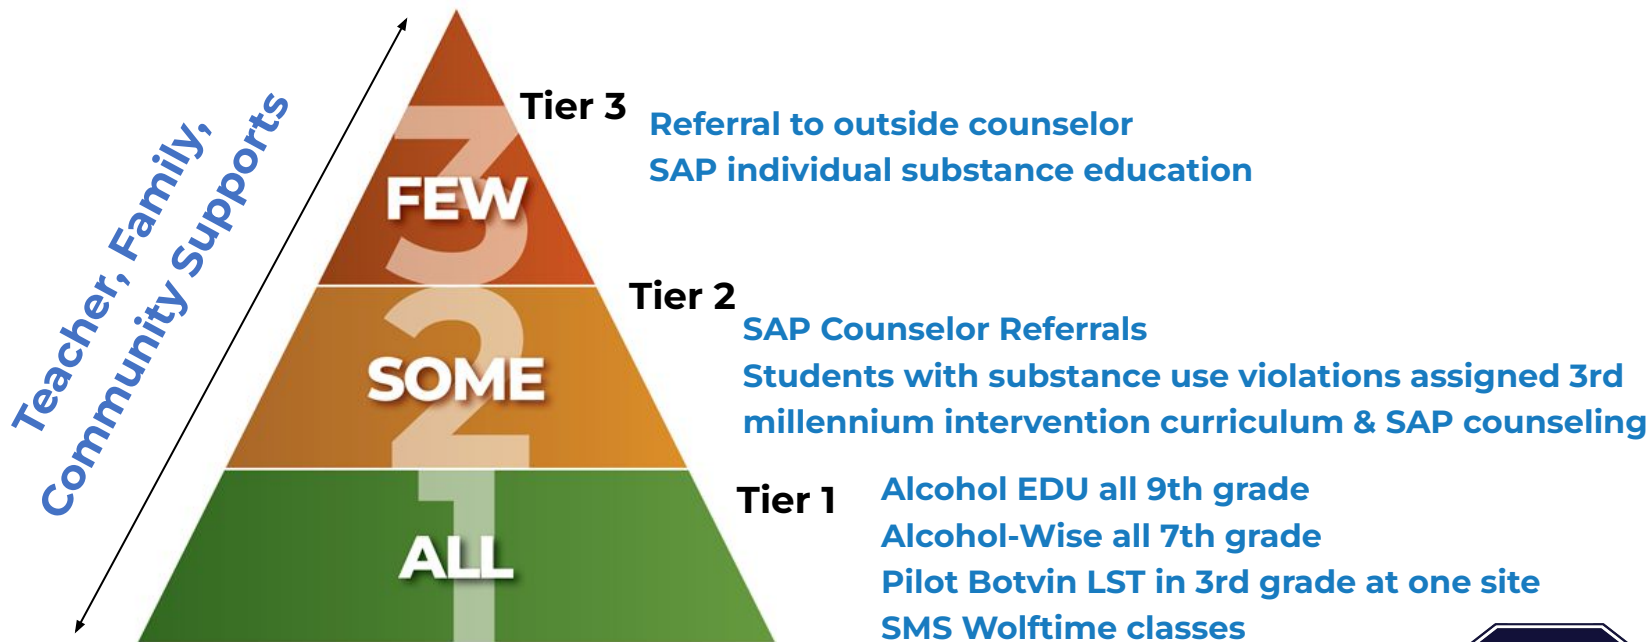 Teacher, Family,
Community Supports
Tier 3
Referral to outside counselor
SAP individual substance education
3
FEW
Tier 2
SAP Counselor Referrals
Students with substance use violations assigned 3rd
millennium intervention curriculum & SAP counseling
2
SOME
Tier 1
Alcohol EDU all 9th grade
Alcohol-Wise all 7th grade
Pilot Botvin LST in 3rd grade at one site
SMS Wolftime classes
1
ALL